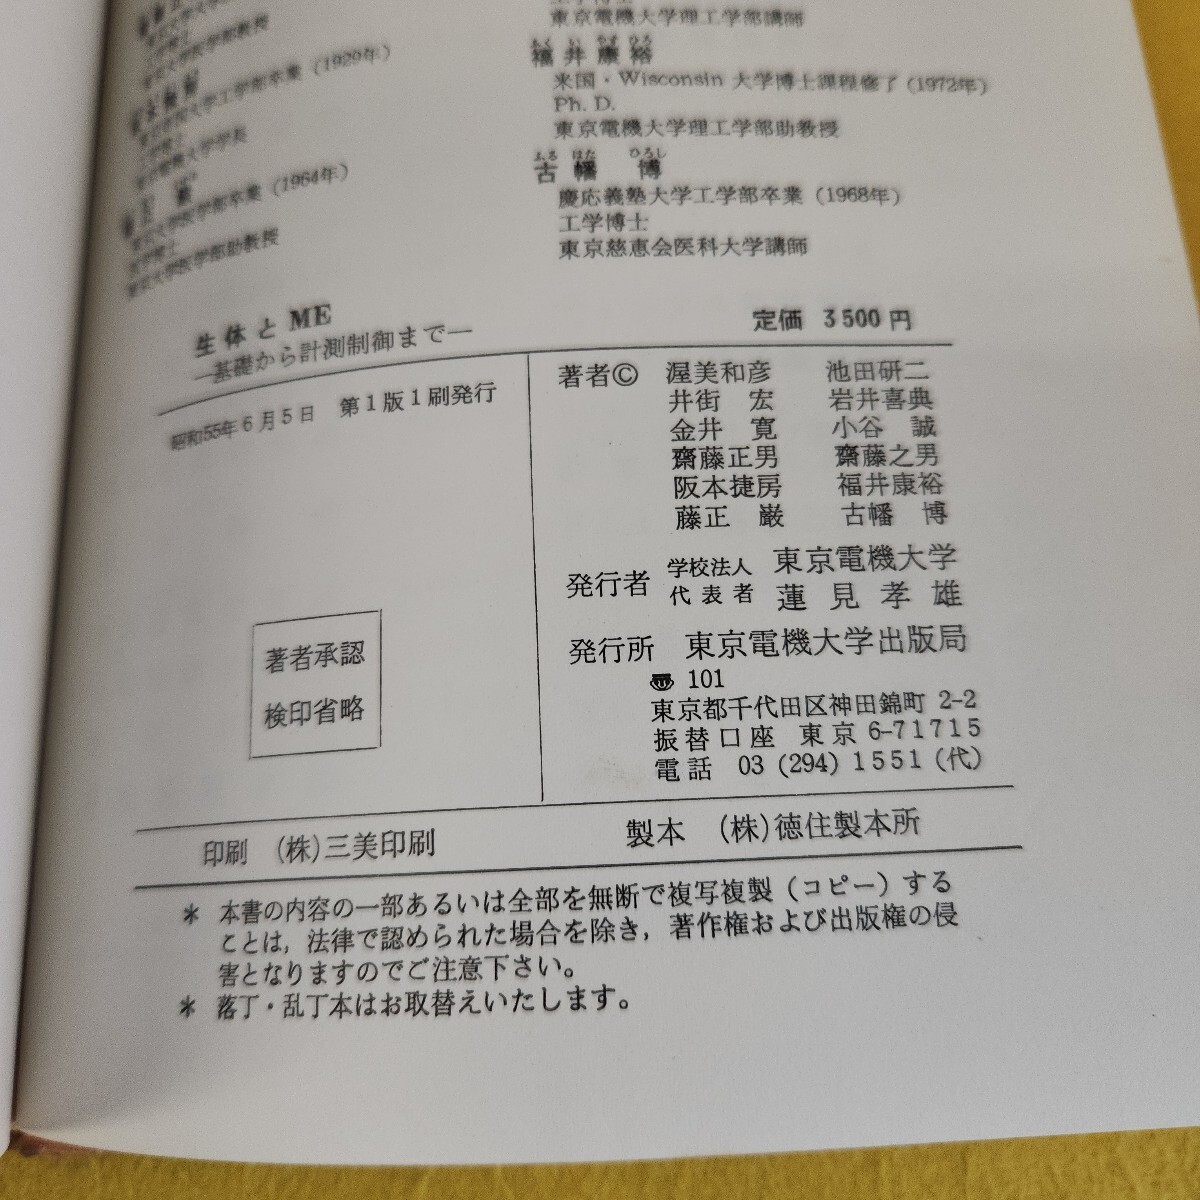 東京電機大学理工学部講師
ふく い やす ひろ
福井康裕
米国・Wisconsin 大学博士課程修了 (1972年)
Ph. D.
東京電機大学理工学部助教授
ふる はた ひろし
古幡 博
慶応義塾大学工学部卒業 (1968年)
工学博士
東京慈恵会医科大学講師
生体とME
―基礎から計測制御まで―
定価 3500円
昭和55年6月5日 第1版1刷発行
著者© 渥美和彦 池田研二
井街 宏 岩井喜典
金井 寛 小谷 誠
齋藤正男 齋藤之男
阪本捷房 福井康裕
藤正 巌 古幡 博
発行者 学校法人 東京電機大学
代表者 蓮見孝雄
発行所 東京電機大学出版局
101
東京都千代田区神田錦町 2-2
振替口座 東京 6-71715
電話 03 (294) 1551 (代)
著者承認
検印省略
印刷 (株)三美印刷 製本 (株)徳住製本所
* 本書の内容の一部あるいは全部を無断で複写複製(コピー)する
ことは, 法律で認められた場合を除き, 著作権および出版権の侵
害となりますのでご注意下さい。
* 落丁・乱丁本はお取替えいたします。